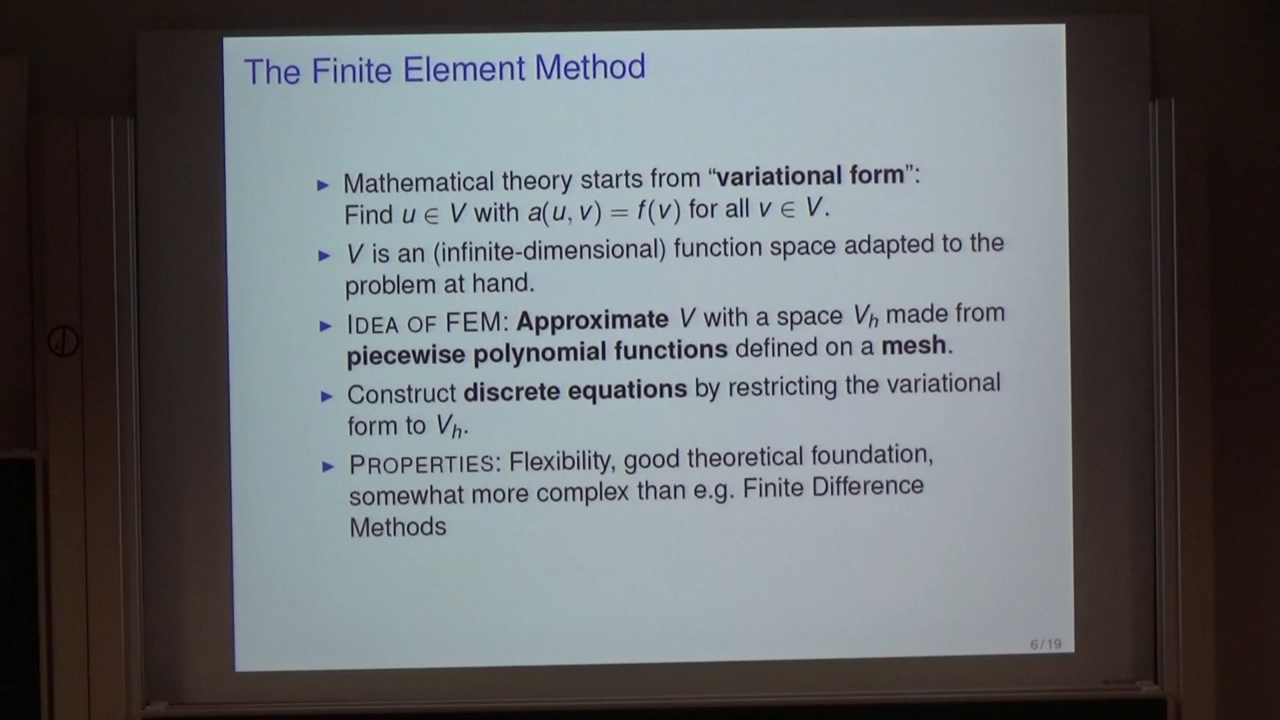 The Finite Element Method
▶ Mathematical theory starts from “variational form”:
Find u ∈ V with a(u, v) = f(v) for all v ∈ V.
▶ V is an (infinite-dimensional) function space adapted to the
problem at hand.
▶ IDEA OF FEM: Approximate V with a space Vₕ made from
piecewise polynomial functions defined on a mesh.
▶ Construct discrete equations by restricting the variational
form to Vₕ.
▶ PROPERTIES: Flexibility, good theoretical foundation,
somewhat more complex than e.g. Finite Difference
Methods
6/19